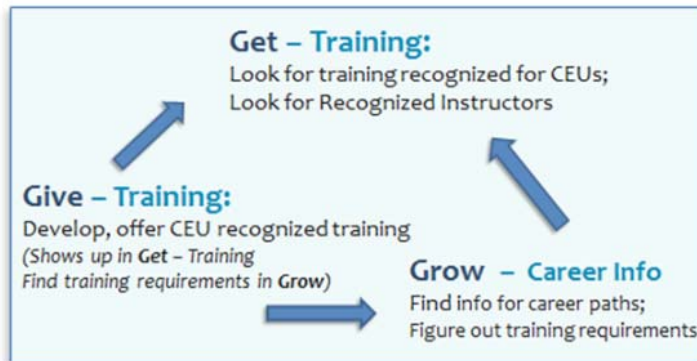 Get – Training:
Look for training recognized for CEUs;
Look for Recognized Instructors
Give – Training:
Develop, offer CEU recognized training
(Shows up in Get – Training
Find training requirements in Grow)
Grow – Career Info
Find info for career paths;
Figure out training requirements